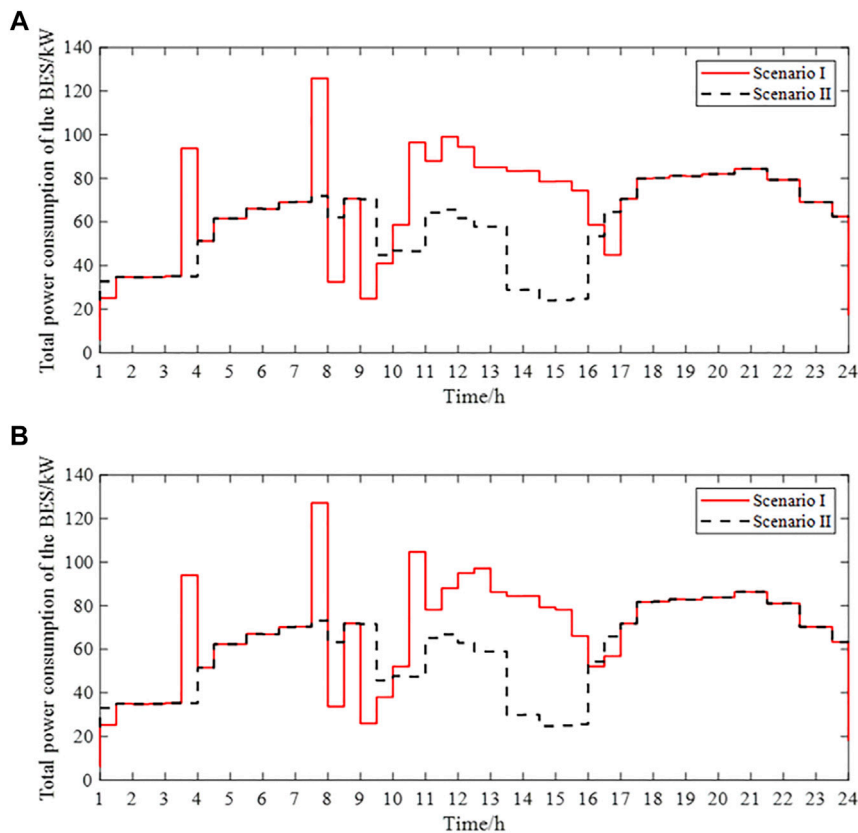 A
Total power consumption of the BES/kW
140
120
100
80
60
40
20
0
Scenario I
Scenario II
1 2 3 4 5 6 7 8 9 10 11 12 13 14 15 16 17 18 19 20 21 22 23 24
Time/h
B
Total power consumption of the BES/kW
140
120
100
80
60
40
20
0
Scenario I
Scenario II
1 2 3 4 5 6 7 8 9 10 11 12 13 14 15 16 17 18 19 20 21 22 23 24
Time/h